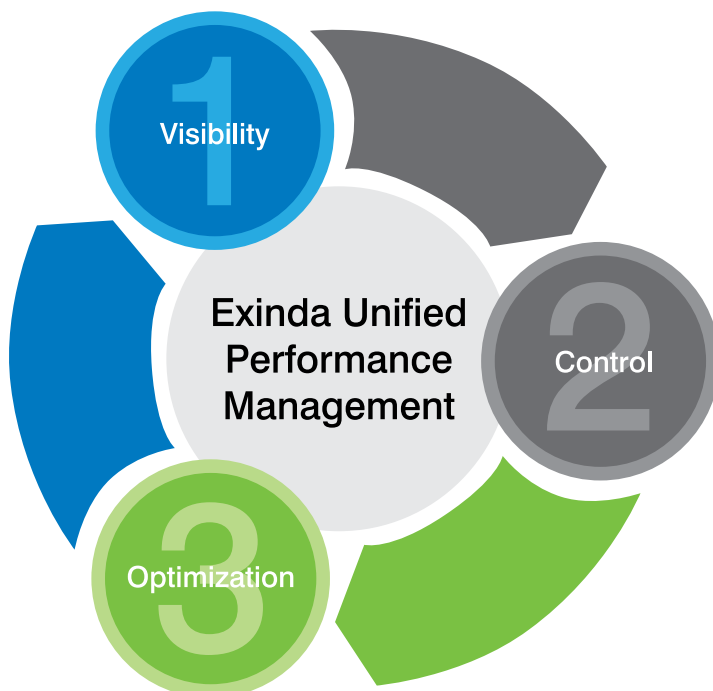 1
Visibility
Exinda Unified
Performance
Management
2
Control
3
Optimization